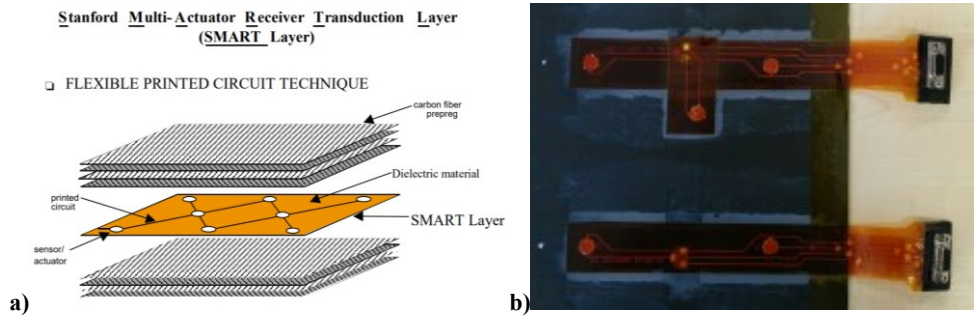 Stanford Multi-Actuator Receiver Transduction Layer
(SMART Layer)
❑ FLEXIBLE PRINTED CIRCUIT TECHNIQUE
carbon fiber
prepreg
Dielectric material
printed
circuit
SMART Layer
sensor/
actuator
a)
b)